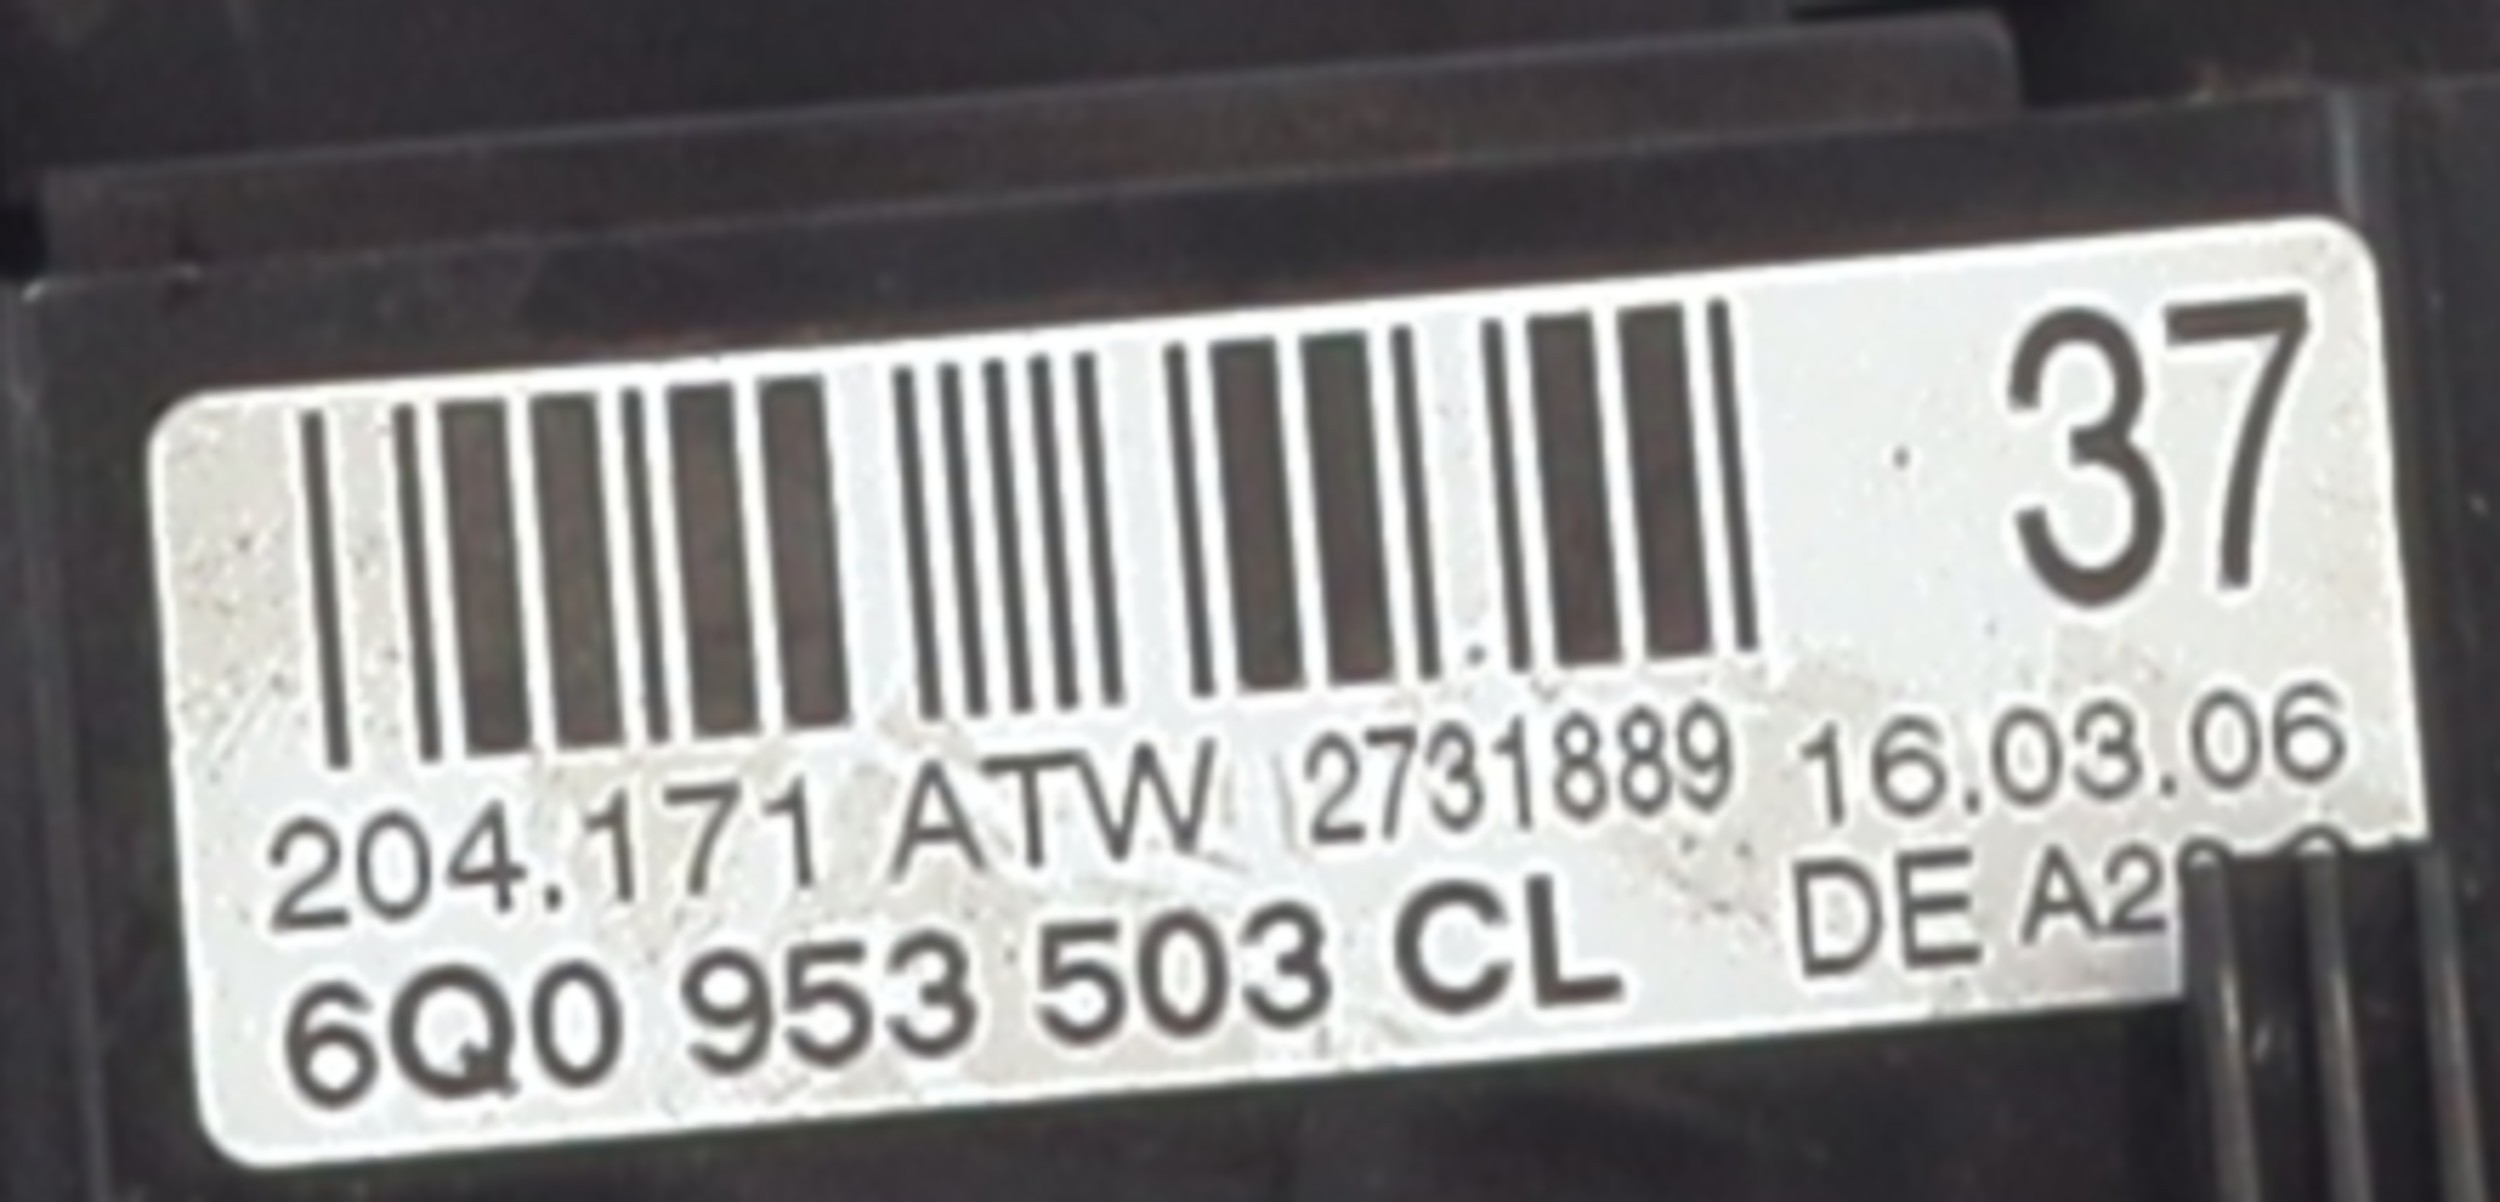 37
204.171 ATW 2731889 16.03.06
6Q0 953 503 CL DE A2